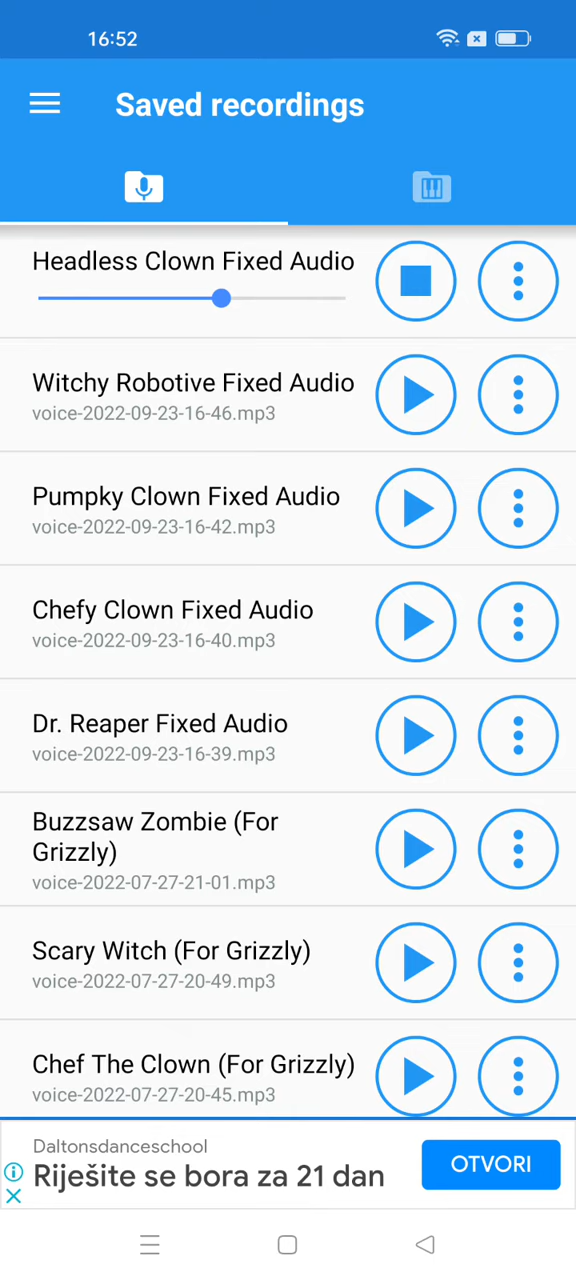 16:52
Saved recordings
Headless Clown Fixed Audio
Witchy Robotive Fixed Audio
voice-2022-09-23-16-46.mp3
Pumpky Clown Fixed Audio
voice-2022-09-23-16-42.mp3
Chefy Clown Fixed Audio
voice-2022-09-23-16-40.mp3
Dr. Reaper Fixed Audio
voice-2022-09-23-16-39.mp3
Buzzsaw Zombie (For
Grizzly)
voice-2022-07-27-21-01.mp3
Scary Witch (For Grizzly)
voice-2022-07-27-20-49.mp3
Chef The Clown (For Grizzly)
voice-2022-07-27-20-45.mp3
Daltonsdanceschool
Riješite se bora za 21 dan
OTVORI